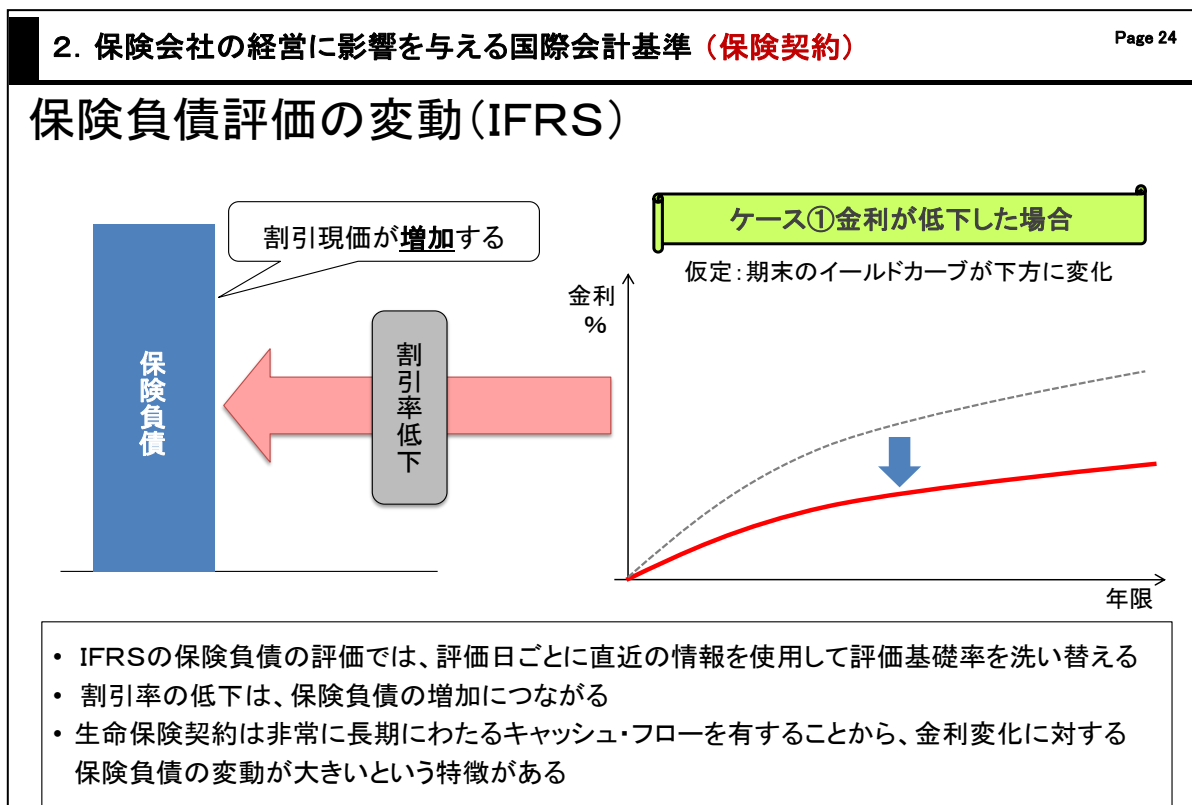 2．保険会社の経営に影響を与える国際会計基準（保険契約）
Page 24
保険負債評価の変動（IFRS）
割引現価が増加する
ケース①金利が低下した場合
仮定：期末のイールドカーブが下方に変化
金利
%
保険負債
割引率低下
年限
• IFRSの保険負債の評価では、評価日ごとに直近の情報を使用して評価基礎率を洗い替える
• 割引率の低下は、保険負債の増加につながる
• 生命保険契約は非常に長期にわたるキャッシュ・フローを有することから、金利変化に対する
保険負債の変動が大きいという特徴がある